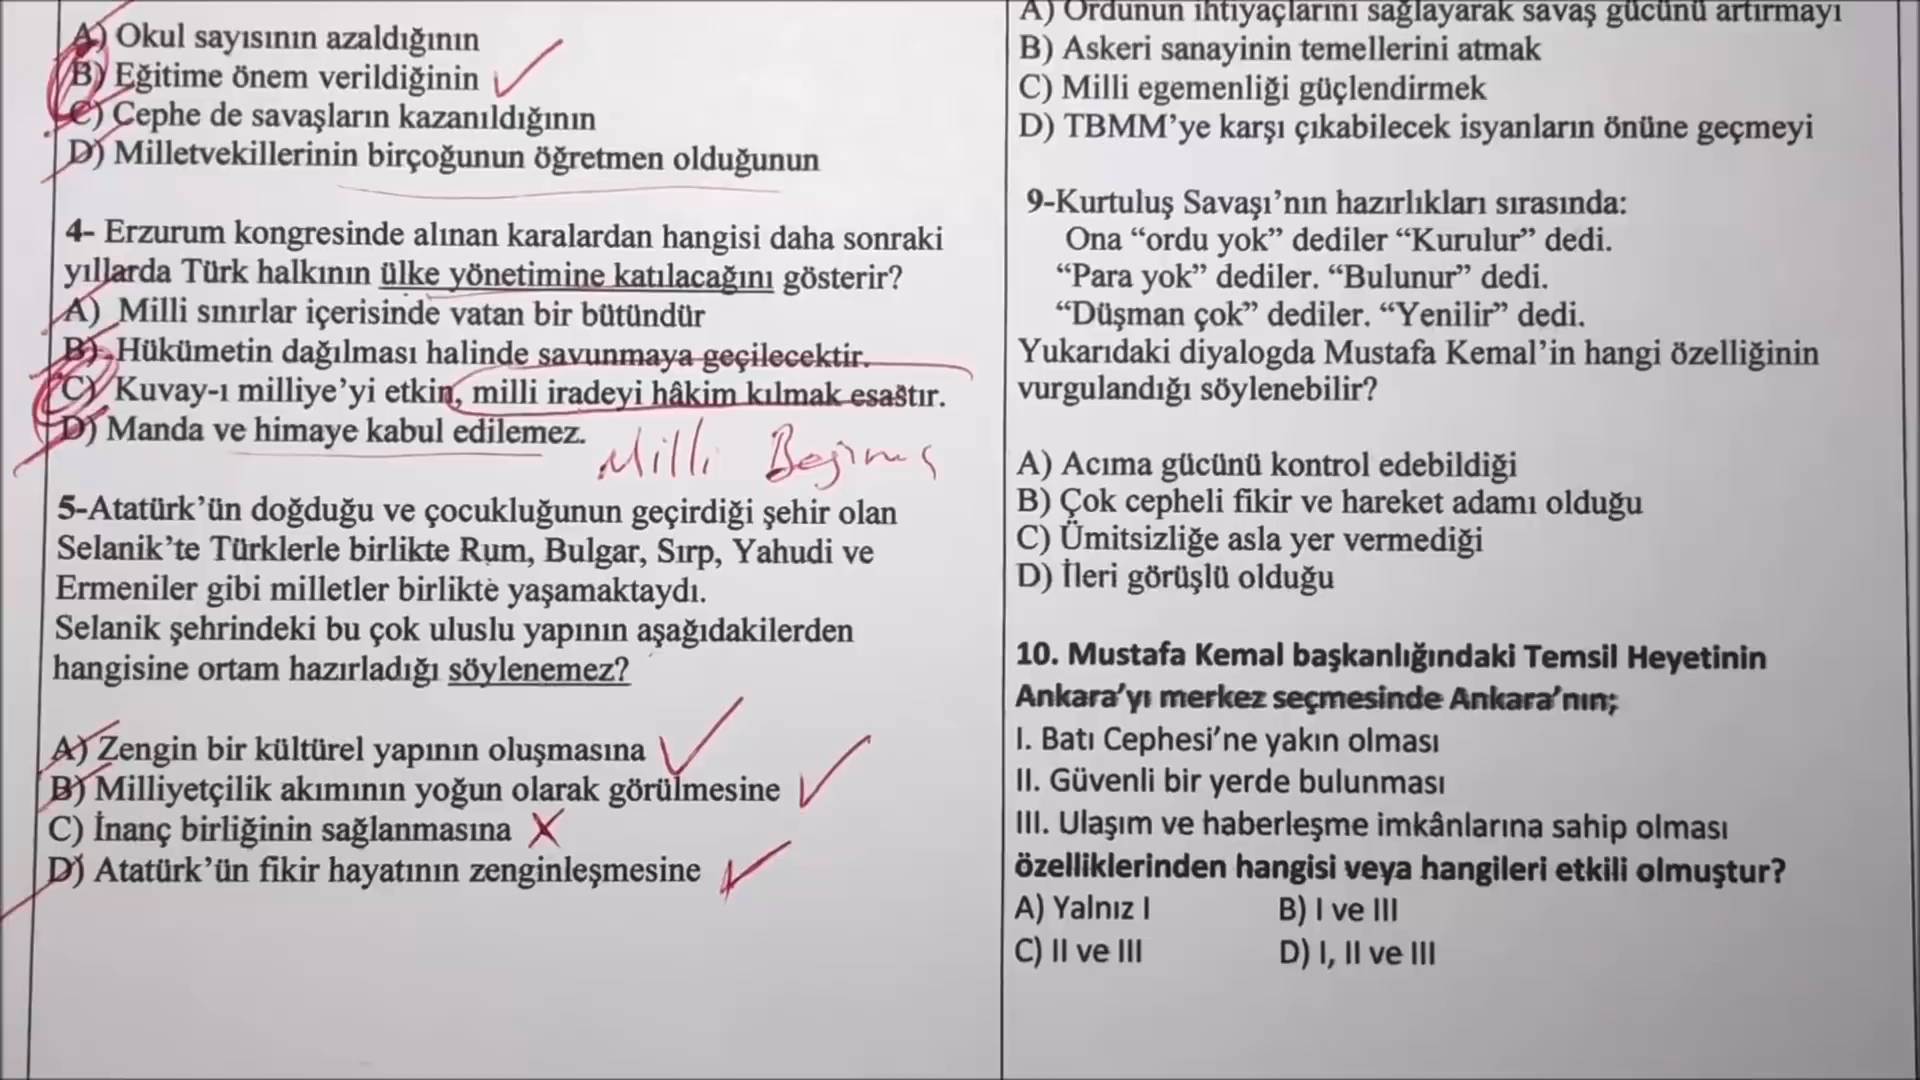 A) Okul sayısının azaldığının
B) Eğitime önem verildiğinin
C) Cephe de savaşların kazanıldığının
D) Milletvekillerinin birçoğunun öğretmen olduğunun
4- Erzurum kongresinde alınan karalardan hangisi daha sonraki
yıllarda Türk halkının ülke yönetimine katılacağını gösterir?
A) Milli sınırlar içerisinde vatan bir bütündür
B) Hükümetin dağılması halinde savunmaya geçilecektir.
C) Kuvay-ı milliye’yi etkin, milli iradeyi hâkim kılmak esastır.
D) Manda ve himaye kabul edilemez.
Milli
5-Atatürk’ün doğduğu ve çocukluğunun geçirdiği şehir olan
Selanik’te Türklerle birlikte Rum, Bulgar, Sırp, Yahudi ve
Ermeniler gibi milletler birlikte yaşamaktaydı.
Selanik şehrindeki bu çok uluslu yapının aşağıdakilerden
hangisine ortam hazırladığı söylenemez?
A) Zengin bir kültürel yapının oluşmasına
B) Milliyetçilik akımının yoğun olarak görülmesine
C) İnanç birliğinin sağlanmasına
D) Atatürk’ün fikir hayatının zenginleşmesine
A) Ordunun ihtiyaçlarını sağlayarak savaş gücünü artırmayı
B) Askeri sanayinin temellerini atmak
C) Milli egemenliği güçlendirmek
D) TBMM’ye karşı çıkabilecek isyanların önüne geçmeyi
9-Kurtuluş Savaşı’nın hazırlıkları sırasında:
Ona “ordu yok” dediler “Kurulur” dedi.
“Para yok” dediler. “Bulunur” dedi.
“Düşman çok” dediler. “Yenilir” dedi.
Yukarıdaki diyalogda Mustafa Kemal’in hangi özelliğinin
vurgulandığı söylenebilir?
A) Acıma gücünü kontrol edebildiği
B) Çok cepheli fikir ve hareket adamı olduğu
C) Ümitsizliğe asla yer vermediği
D) İleri görüşlü olduğu
10. Mustafa Kemal başkanlığındaki Temsil Heyetinin
Ankara’yı merkez seçmesinde Ankara’nın;
I. Batı Cephesi’ne yakın olması
II. Güvenli bir yerde bulunması
III. Ulaşım ve haberleşme imkânlarına sahip olması
özelliklerinden hangisi veya hangileri etkili olmuştur?
A) Yalnız I B) I ve III
C) II ve III D) I, II ve III